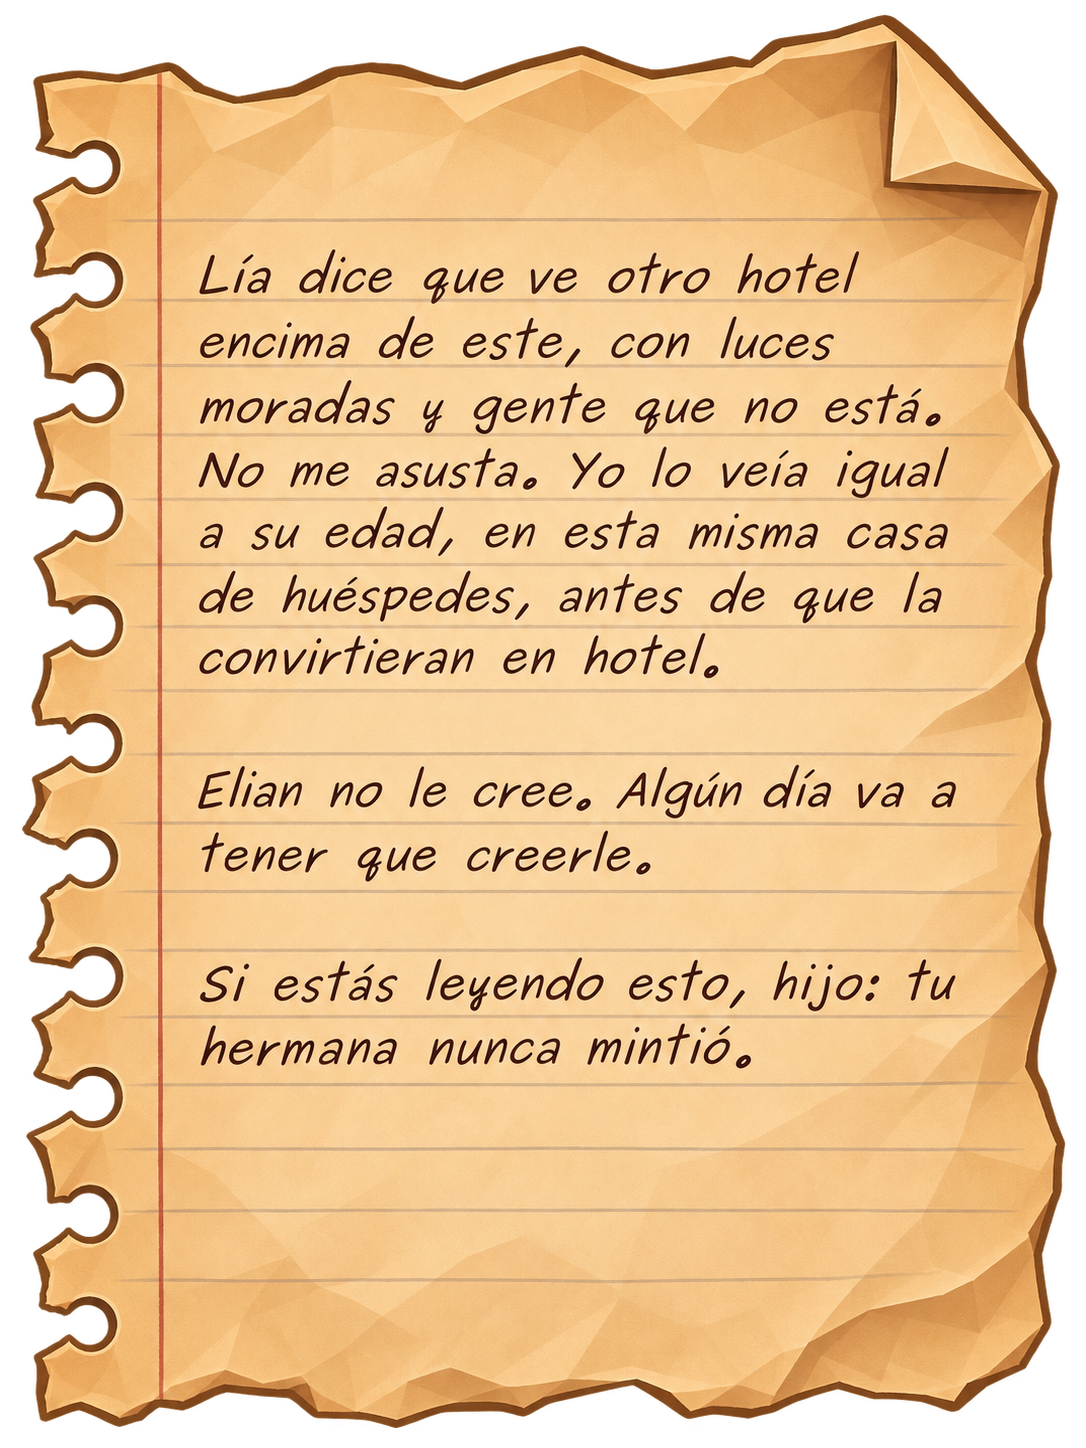 Lía dice que ve otro hotel
encima de este, con luces
moradas y gente que no está.
No me asusta. Yo lo veía igual
a su edad, en esta misma casa
de huéspedes, antes de que la
convirtieran en hotel.
Elian no le cree. Algún día va a
tener que creerle.
Si estás leyendo esto, hijo: tu
hermana nunca mintió.